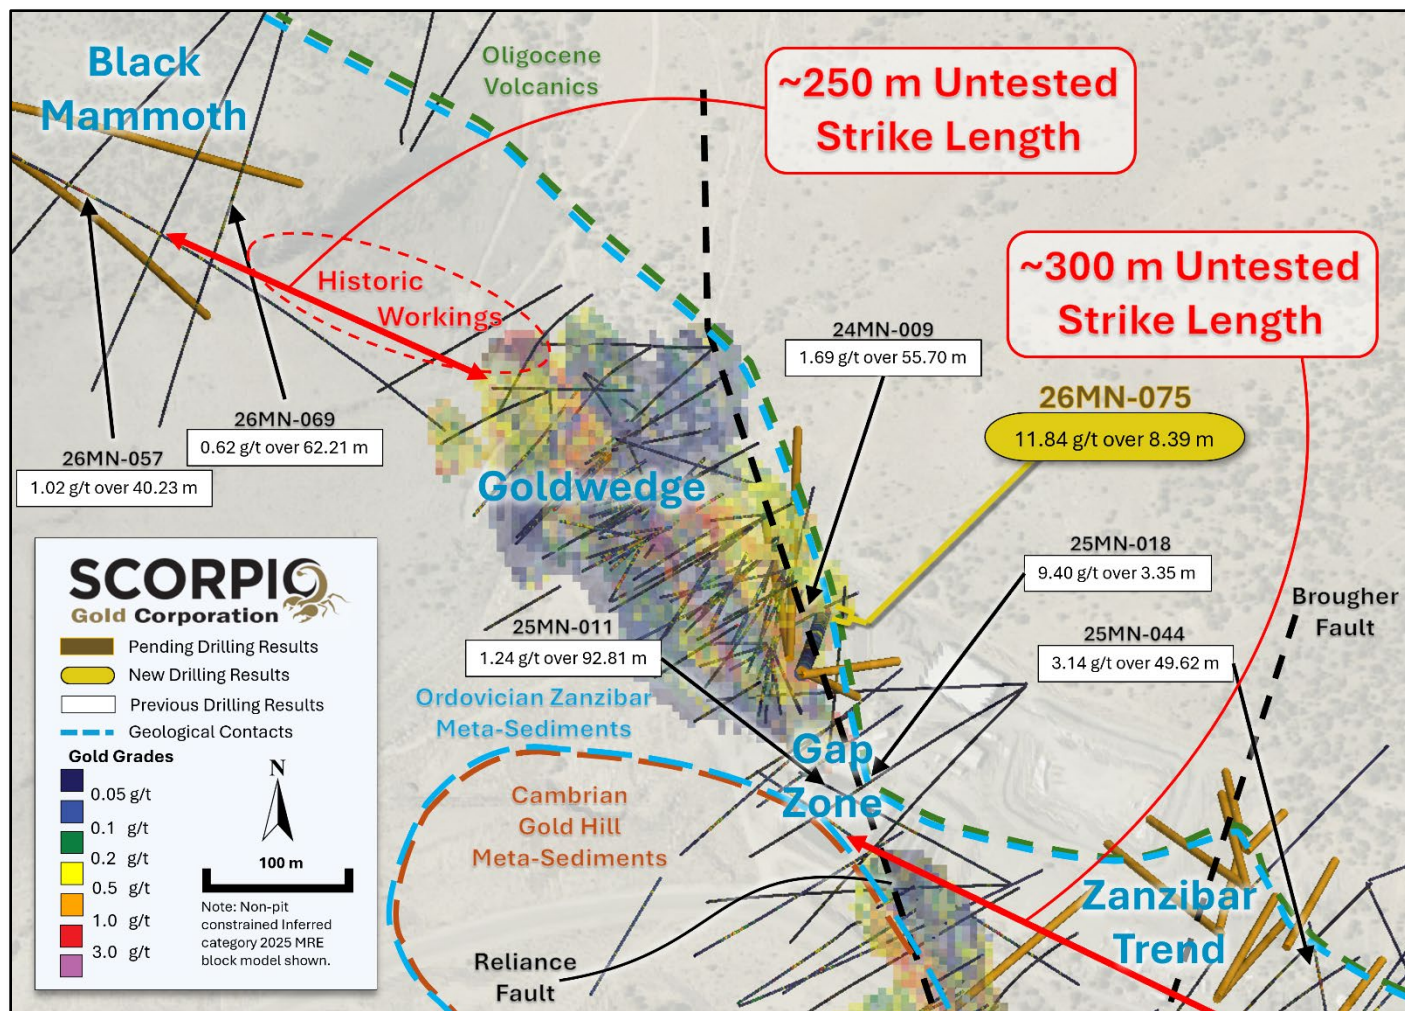 Black
Mammoth
Oligocene
Volcanics
~250 m Untested
Strike Length
~300 m Untested
Strike Length
Historic
Workings
24MN-009
1.69 g/t over 55.70 m
26MN-075
11.84 g/t over 8.39 m
26MN-069
0.62 g/t over 62.21 m
26MN-057
1.02 g/t over 40.23 m
Goldwedge
25MN-018
9.40 g/t over 3.35 m
Brougher
Fault
25MN-011
1.24 g/t over 92.81 m
25MN-044
3.14 g/t over 49.62 m
Ordovician Zanzibar
Meta-Sediments
Gap
Zone
Cambrian
Gold Hill
Meta-Sediments
Zanzibar
Trend
Reliance
Fault
SCORPIO
Gold Corporation
Pending Drilling Results
New Drilling Results
Previous Drilling Results
Geological Contacts
Gold Grades
0.05 g/t
0.1 g/t
0.2 g/t
0.5 g/t
1.0 g/t
3.0 g/t
N
100 m
Note: Non-pit
constrained Inferred
category 2025 MRE
block model shown.